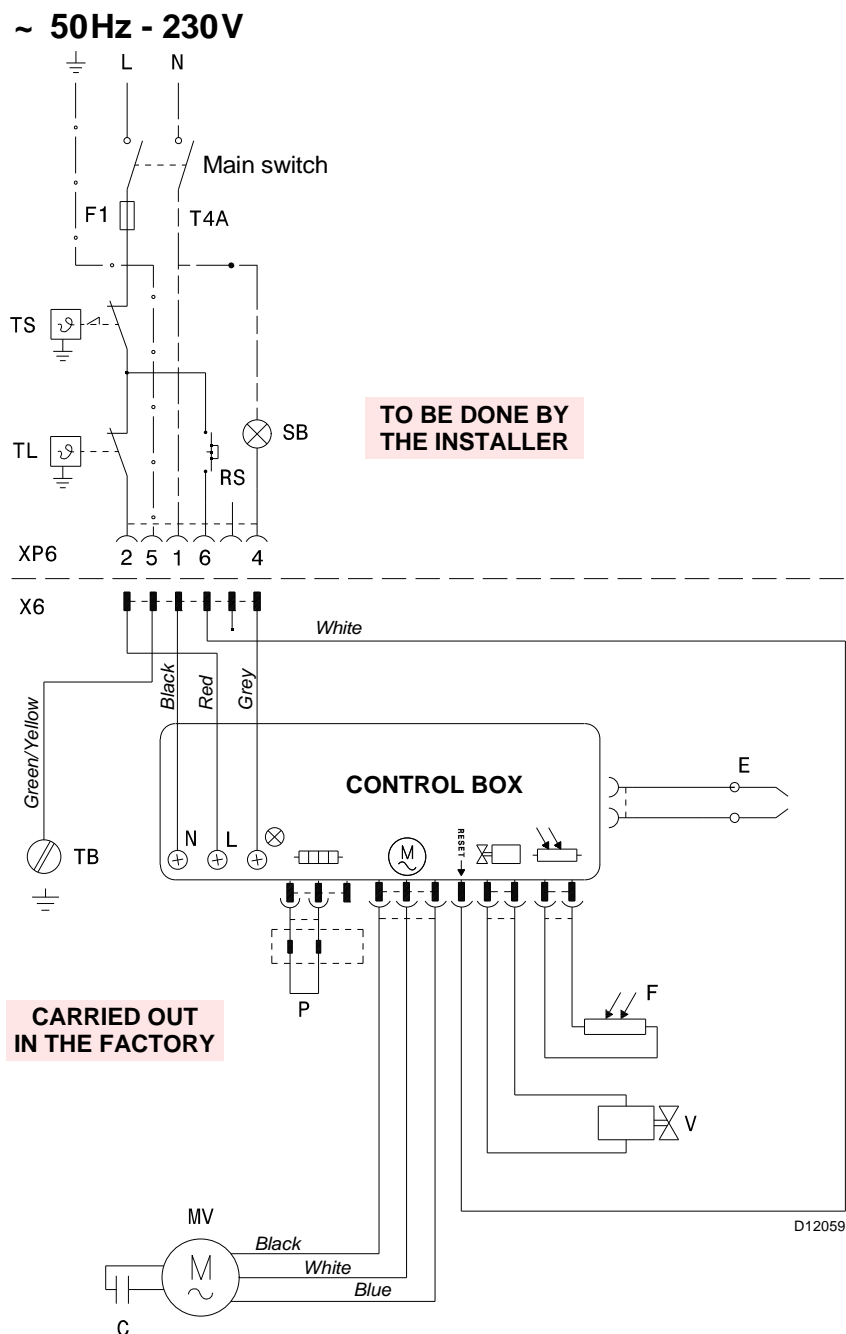 ~ 50Hz - 230V
L N
Main switch
F1
T4A
TS
TL
SB
RS
TO BE DONE BY
THE INSTALLER
XP6
2 5 1 6 4
X6
White
Green/Yellow
Black
Red
Grey
CONTROL BOX
E
N L
M
~
RESET
TB
P
F
CARRIED OUT
IN THE FACTORY
V
D12059
MV
Black
M
~
White
Blue
C